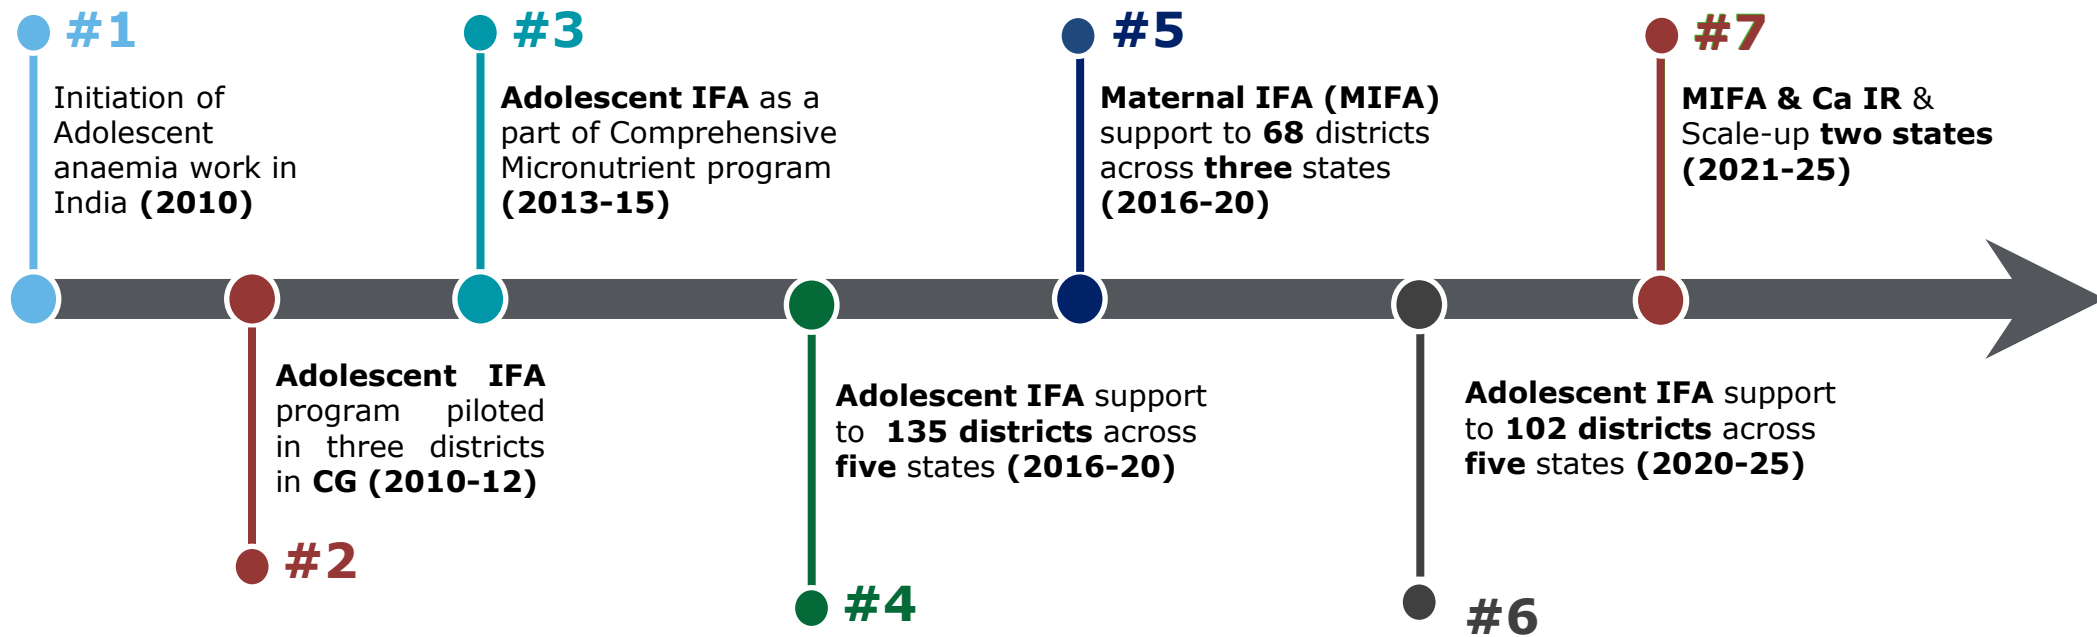 #1
Initiation of
Adolescent
anaemia work in
India (2010)
#2
Adolescent IFA
program piloted
in three districts
in CG (2010-12)
#3
Adolescent IFA as a
part of Comprehensive
Micronutrient program
(2013-15)
#4
Adolescent IFA support
to 135 districts across
five states (2016-20)
#5
Maternal IFA (MIFA)
support to 68 districts
across three states
(2016-20)
#6
Adolescent IFA support
to 102 districts across
five states (2020-25)
#7
MIFA & Ca IR &
Scale-up two states
(2021-25)